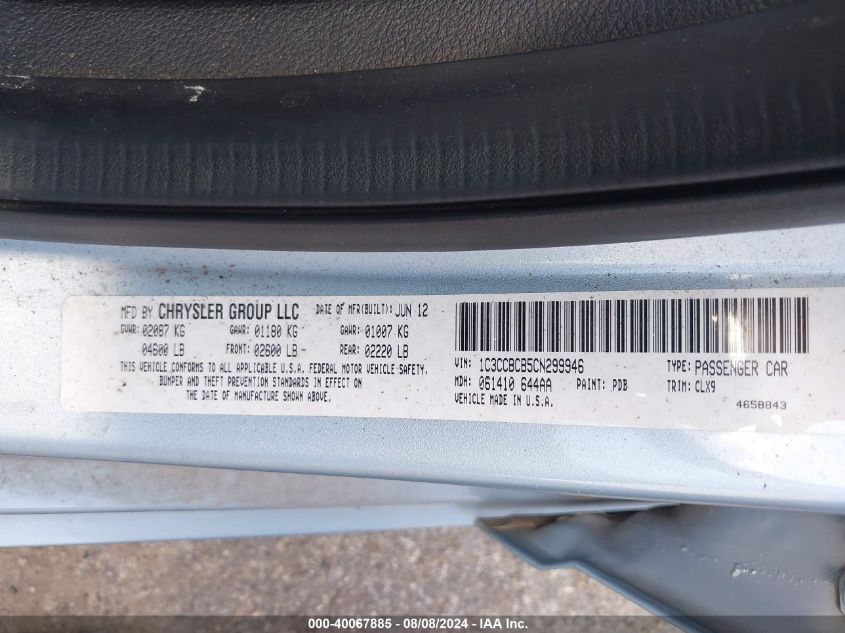 MFD BY CHRYSLER GROUP LLC DATE OF MFR(BUILT): JUN 12
GVWR: 02087 KG GAWR: 01180 KG GAWR: 01007 KG
04600 LB FRONT: 02600 LB REAR: 02220 LB
THIS VEHICLE CONFORMS TO ALL APPLICABLE U.S.A. FEDERAL MOTOR VEHICLE SAFETY,
BUMPER AND THEFT PREVENTION STANDARDS IN EFFECT ON
THE DATE OF MANUFACTURE SHOWN ABOVE.
VIN: 1C3CCBCB5CN299946 TYPE: PASSENGER CAR
MDH: 061410 644AA PAINT: PDB TRIM: CLX9
VEHICLE MADE IN U.S.A. 4658843
000-40067885 - 08/08/2024 - IAA Inc.